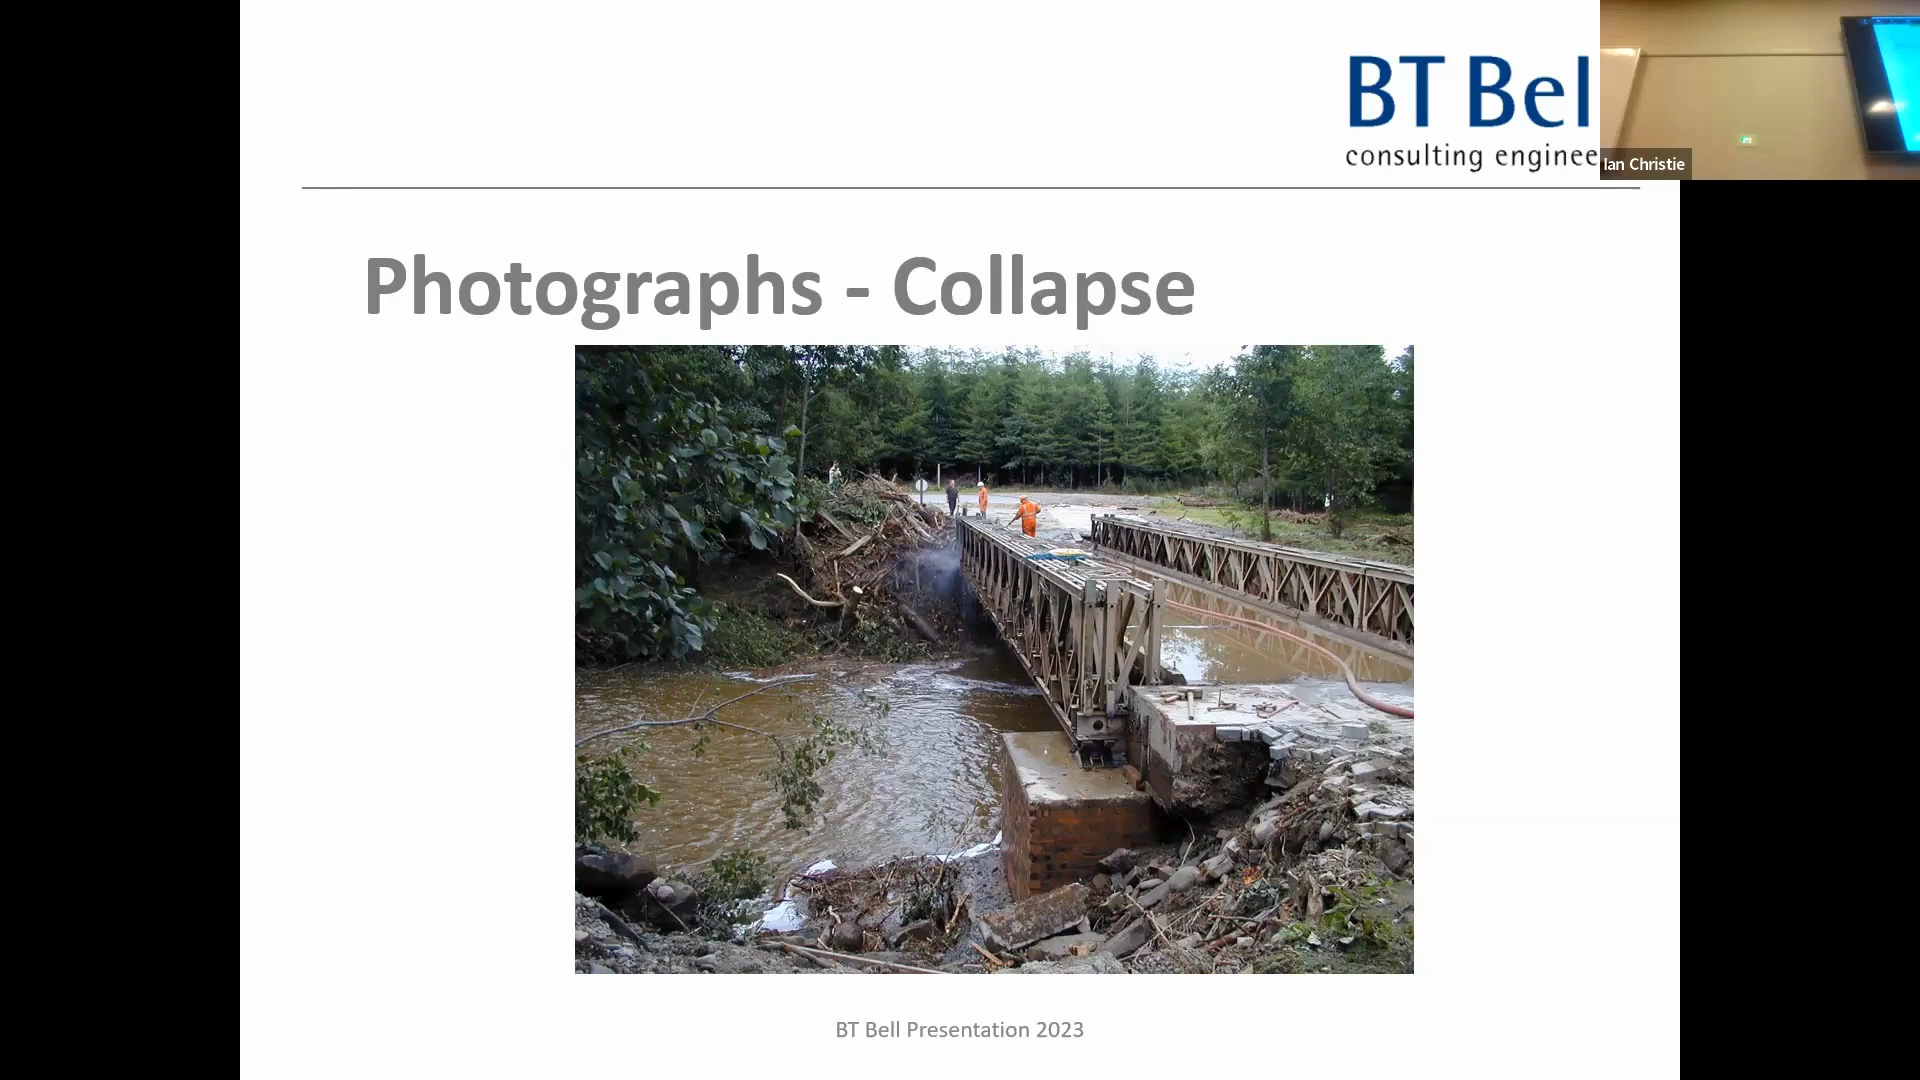 BT Bel
consulting enginee
Ian Christie
Photographs - Collapse
BT Bell Presentation 2023